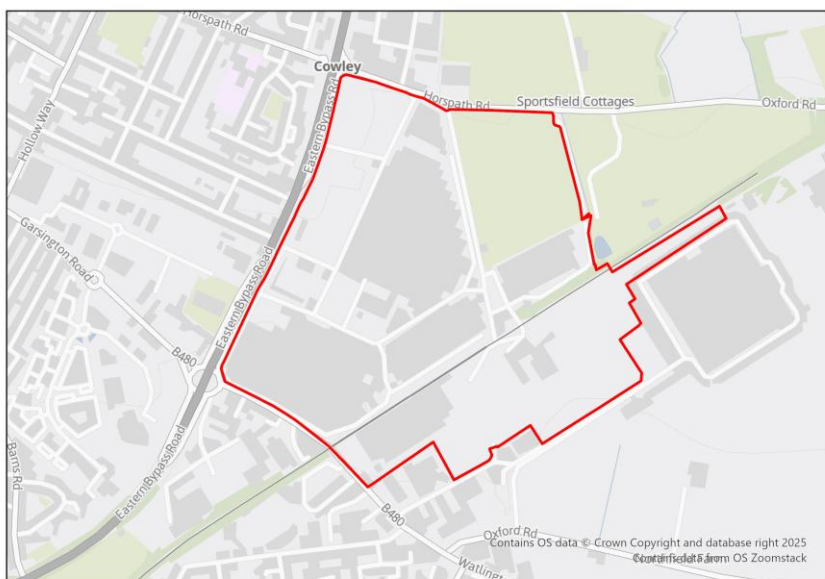 Horspath Rd
Cowley
Hollow Way
Eastern Bypass Rd
Horspath Rd
Sportsfield Cottages
Oxford Rd
Garsington Road
Eastern Bypass Road
B480
Barns Rd
Eastern Bypass Road
B480
Oxford Rd
Watlingt
Contains OS data © Crown Copyright and database right 2025
Contains data from OS Zoomstack